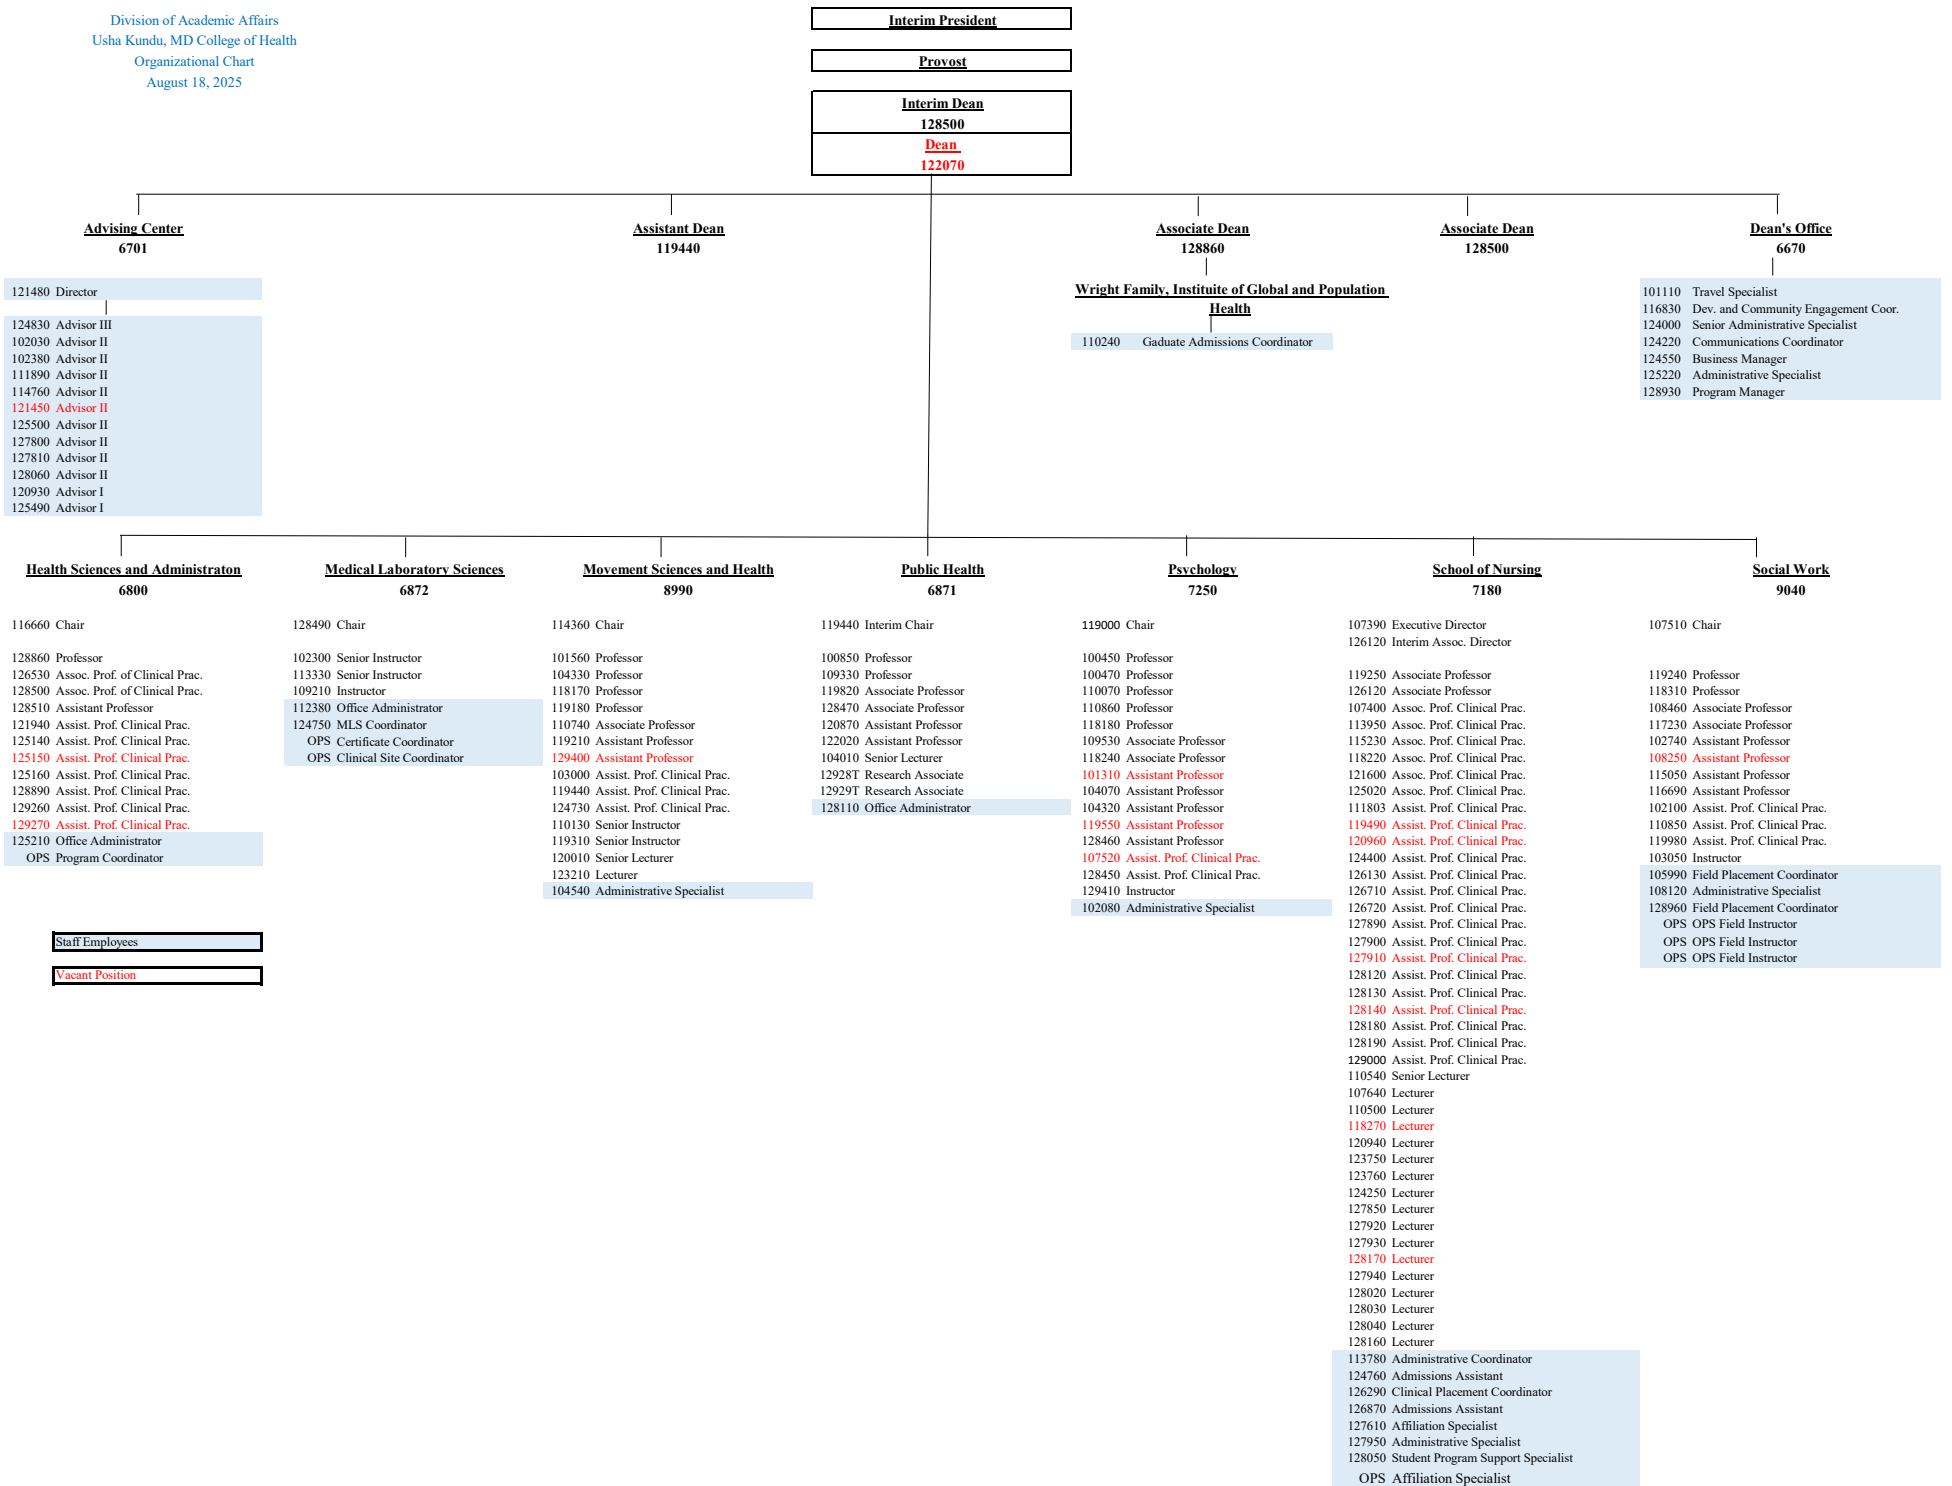 Division of Academic Affairs
Usha Kundu, MD College of Health
Organizational Chart
August 18, 2025
Interim President
Provost
Interim Dean
128500
Dean
122070
Advising Center
6701
121480 Director
124830 Advisor III
102030 Advisor II
102380 Advisor II
111890 Advisor II
114760 Advisor II
121450 Advisor II
125500 Advisor II
127800 Advisor II
127810 Advisor II
128060 Advisor II
120930 Advisor I
125490 Advisor I
Assistant Dean
119440
Associate Dean
128860
Wright Family, Instituite of Global and Population
Health
110240 Gaduate Admissions Coordinator
Associate Dean
128500
Dean's Office
6670
101110 Travel Specialist
116830 Dev. and Community Engagement Coor.
124000 Senior Administrative Specialist
124220 Communications Coordinator
124550 Business Manager
125220 Administrative Specialist
128930 Program Manager
Health Sciences and Administraton
6800
116660 Chair
128860 Professor
126530 Assoc. Prof. of Clinical Prac.
128500 Assoc. Prof. of Clinical Prac.
128510 Assistant Professor
121940 Assist. Prof. Clinical Prac.
125140 Assist. Prof. Clinical Prac.
125150 Assist. Prof. Clinical Prac.
125160 Assist. Prof. Clinical Prac.
128890 Assist. Prof. Clinical Prac.
129260 Assist. Prof. Clinical Prac.
129270 Assist. Prof. Clinical Prac.
125210 Office Administrator
OPS Program Coordinator
Staff Employees
Vacant Position
Medical Laboratory Sciences
6872
128490 Chair
102300 Senior Instructor
113330 Senior Instructor
109210 Instructor
112380 Office Administrator
124750 MLS Coordinator
OPS Certificate Coordinator
OPS Clinical Site Coordinator
Movement Sciences and Health
8990
114360 Chair
101560 Professor
104330 Professor
118170 Professor
119180 Professor
110740 Associate Professor
119210 Assistant Professor
129400 Assistant Professor
103000 Assist. Prof. Clinical Prac.
119440 Assist. Prof. Clinical Prac.
124730 Assist. Prof. Clinical Prac.
110130 Senior Instructor
119310 Senior Instructor
120010 Senior Lecturer
123210 Lecturer
104540 Administrative Specialist
Public Health
6871
119440 Interim Chair
100850 Professor
109330 Professor
119820 Associate Professor
128470 Associate Professor
120870 Assistant Professor
122020 Assistant Professor
104010 Senior Lecturer
12928T Research Associate
12929T Research Associate
128110 Office Administrator
Psychology
7250
119000 Chair
100450 Professor
100470 Professor
110070 Professor
110860 Professor
118180 Professor
109530 Associate Professor
118240 Associate Professor
101310 Assistant Professor
104070 Assistant Professor
104320 Assistant Professor
119550 Assistant Professor
128460 Assistant Professor
107520 Assist. Prof. Clinical Prac.
128450 Assist. Prof. Clinical Prac.
129410 Instructor
102080 Administrative Specialist
School of Nursing
7180
107390 Executive Director
126120 Interim Assoc. Director
119250 Associate Professor
126120 Associate Professor
107400 Assoc. Prof. Clinical Prac.
113950 Assoc. Prof. Clinical Prac.
115230 Assoc. Prof. Clinical Prac.
118220 Assoc. Prof. Clinical Prac.
121600 Assoc. Prof. Clinical Prac.
125020 Assoc. Prof. Clinical Prac.
111803 Assist. Prof. Clinical Prac.
119490 Assist. Prof. Clinical Prac.
120960 Assist. Prof. Clinical Prac.
124400 Assist. Prof. Clinical Prac.
126130 Assist. Prof. Clinical Prac.
126710 Assist. Prof. Clinical Prac.
126720 Assist. Prof. Clinical Prac.
127890 Assist. Prof. Clinical Prac.
127900 Assist. Prof. Clinical Prac.
127910 Assist. Prof. Clinical Prac.
128120 Assist. Prof. Clinical Prac.
128130 Assist. Prof. Clinical Prac.
128140 Assist. Prof. Clinical Prac.
128180 Assist. Prof. Clinical Prac.
128190 Assist. Prof. Clinical Prac.
129000 Assist. Prof. Clinical Prac.
110540 Senior Lecturer
107640 Lecturer
110500 Lecturer
118270 Lecturer
120940 Lecturer
123750 Lecturer
123760 Lecturer
124250 Lecturer
127850 Lecturer
127920 Lecturer
127930 Lecturer
128170 Lecturer
127940 Lecturer
128020 Lecturer
128030 Lecturer
128040 Lecturer
128160 Lecturer
113780 Administrative Coordinator
124760 Admissions Assistant
126290 Clinical Placement Coordinator
126870 Admissions Assistant
127610 Affiliation Specialist
127950 Administrative Specialist
128050 Student Program Support Specialist
OPS Affiliation Specialist
Social Work
9040
107510 Chair
119240 Professor
118310 Professor
108460 Associate Professor
117230 Associate Professor
102740 Assistant Professor
108250 Assistant Professor
115050 Assistant Professor
116690 Assistant Professor
102100 Assist. Prof. Clinical Prac.
110850 Assist. Prof. Clinical Prac.
119980 Assist. Prof. Clinical Prac.
103050 Instructor
105990 Field Placement Coordinator
108120 Administrative Specialist
128960 Field Placement Coordinator
OPS OPS Field Instructor
OPS OPS Field Instructor
OPS OPS Field Instructor